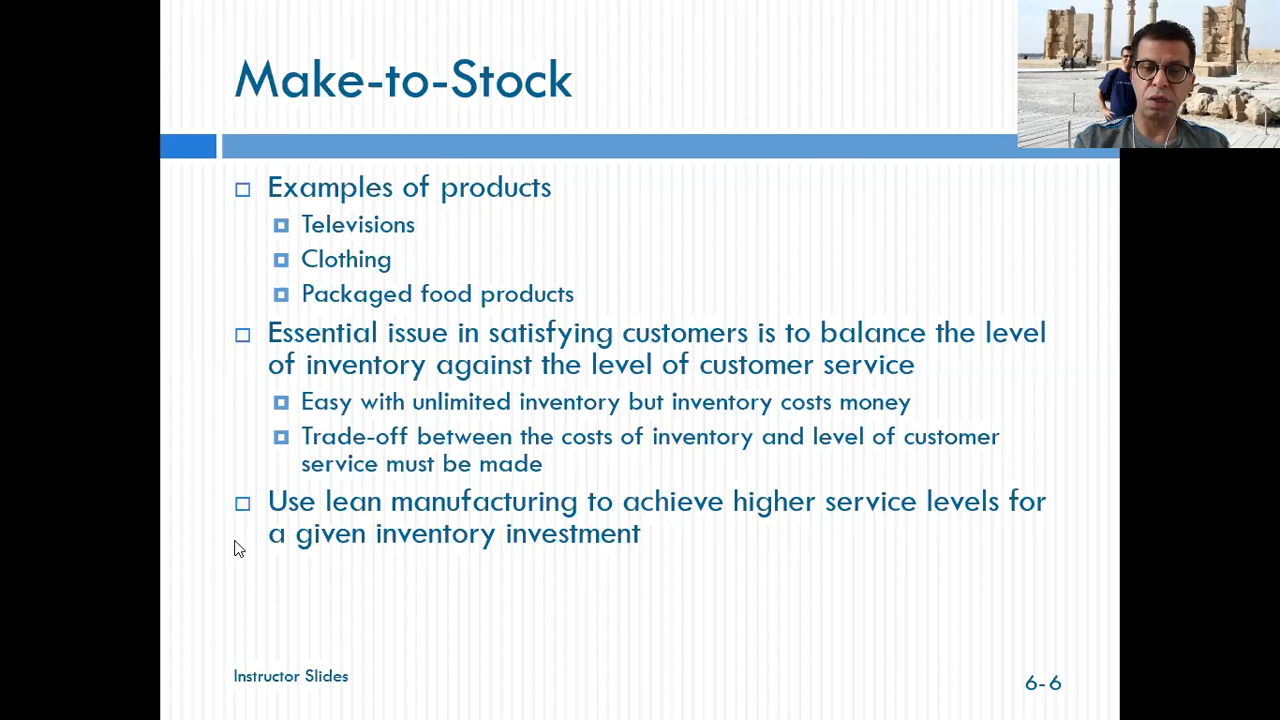 Make-to-Stock
Examples of products
Televisions
Clothing
Packaged food products
Essential issue in satisfying customers is to balance the level
of inventory against the level of customer service
Easy with unlimited inventory but inventory costs money
Trade-off between the costs of inventory and level of customer
service must be made
Use lean manufacturing to achieve higher service levels for
a given inventory investment
Instructor Slides
6-6